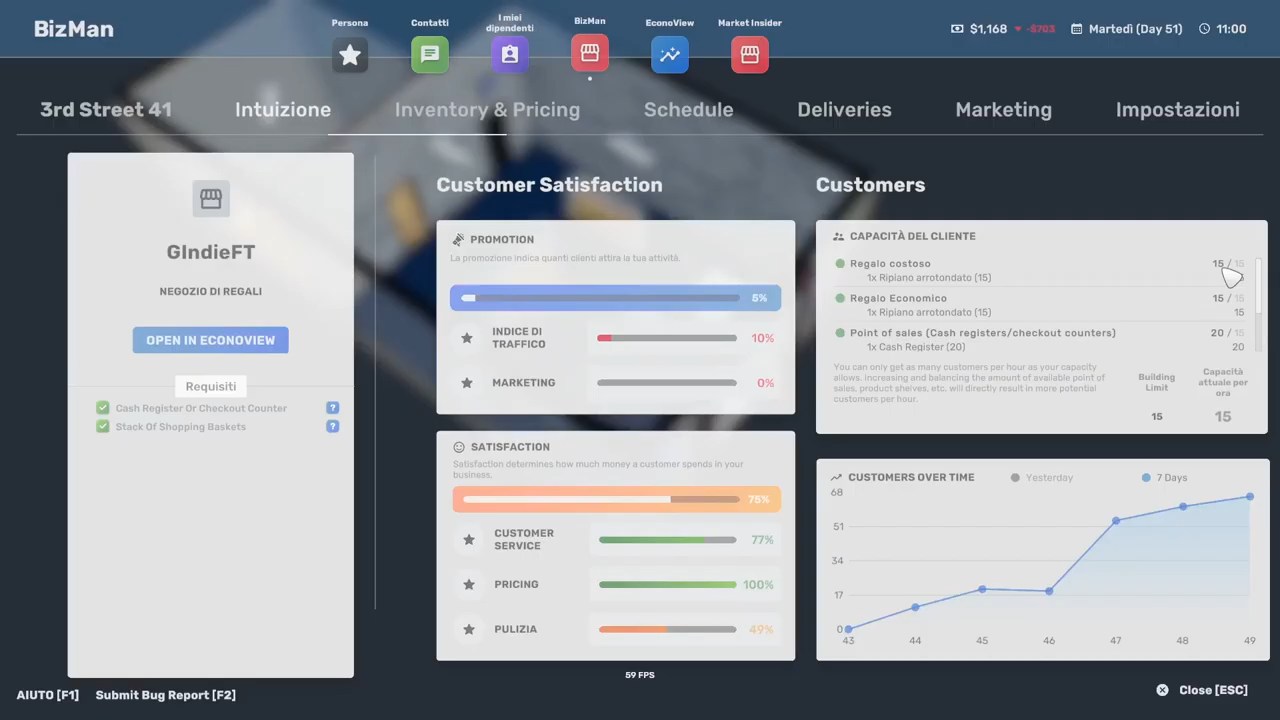 BizMan
Persona
Contatti
I miei
dipendenti
BizMan
EconoView
Market Insider
$1,168 -$703 Martedì (Day 51) 11:00
3rd Street 41 Intuizione Inventory & Pricing Schedule Deliveries Marketing Impostazioni
GIndieFT
NEGOZIO DI REGALI
OPEN IN ECONOVIEW
Requisiti
Cash Register Or Checkout Counter ?
Stack Of Shopping Baskets ?
Customer Satisfaction
PROMOTION
La promozione indica quanti clienti attira la tua attività.
5%
INDICE DI
TRAFFICO
10%
MARKETING 0%
SATISFACTION
Satisfaction determines how much money a customer spends in your
business.
75%
CUSTOMER
SERVICE
77%
PRICING 100%
PULIZIA 49%
Customers
CAPACITÀ DEL CLIENTE
Regalo costoso 15 / 15
1x Ripiano arrotondato (15)
Regalo Economico 15 / 15
1x Ripiano arrotondato (15) 15
Point of sales (Cash registers/checkout counters) 20 / 15
1x Cash Register (20) 20
You can only get as many customers per hour as your capacity
allows. Increasing and balancing the amount of available point of
sales, product shelves, etc. will directly result in more potential
customers per hour.
Building
Limit
15
Capacità
attuale per
ora
15
CUSTOMERS OVER TIME Yesterday 7 Days
68
51
34
17
0
43 44 45 46 47 48 49
59 FPS
AIUTO [F1] Submit Bug Report [F2]
Close [ESC]